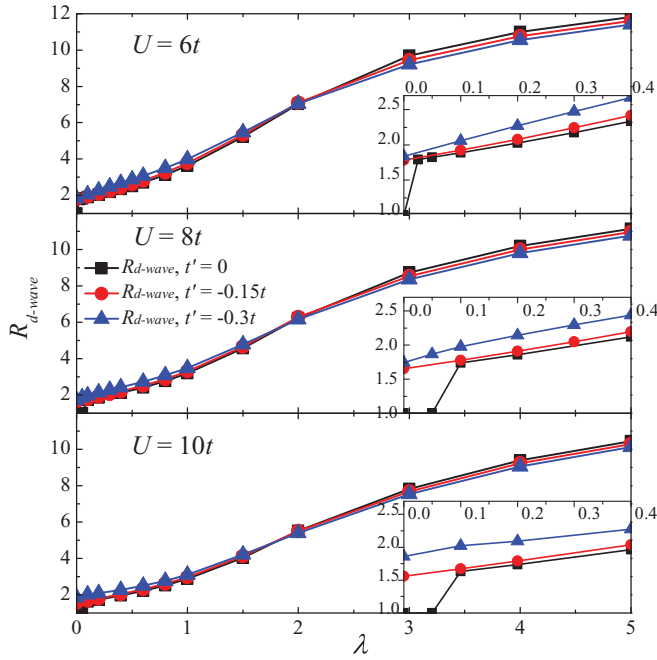 12
U = 6t
10
8
6
4
2
0.0 0.1 0.2 0.3 0.4
2.5
2.0
1.5
1.0
U = 8t
R_d-wave, t' = 0
R_d-wave, t' = -0.15t
R_d-wave, t' = -0.3t
10
8
6
4
2
R_d-wave
-0.0 0.1 0.2 0.3 0.4
2.5
2.0
1.5
1.0
U = 10t
10
8
6
4
2
0.0 0.1 0.2 0.3 0.4
2.5
2.0
1.5
1.0
0 1 2 3 4 5
λ